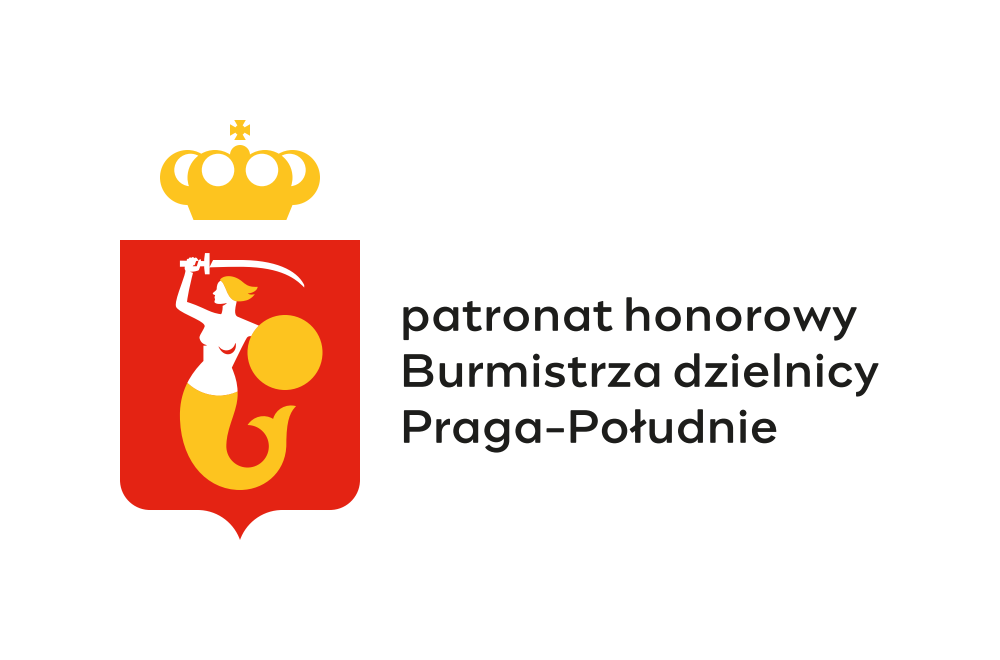 patronat honorowy
Burmistrza dzielnicy
Praga-Południe